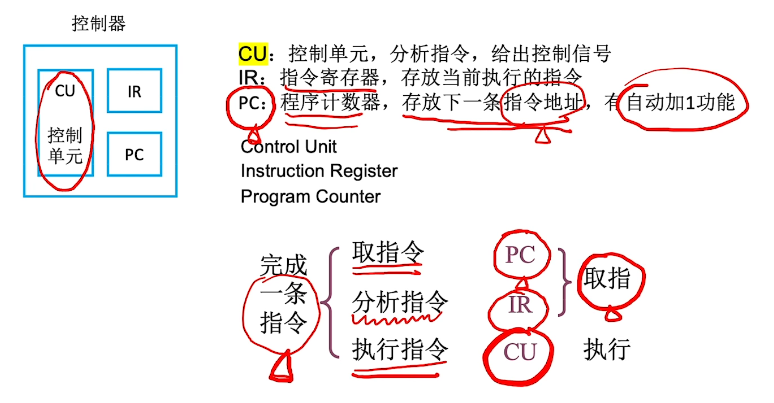 控制器
CU
控制
单元
IR
PC
CU：控制单元，分析指令，给出控制信号
IR：指令寄存器，存放当前执行的指令
PC：程序计数器，存放下一条指令地址，有自动加1功能
Control Unit
Instruction Register
Program Counter
完成
一条
指令
取指令
分析指令
执行指令
PC
IR
CU
取指
执行